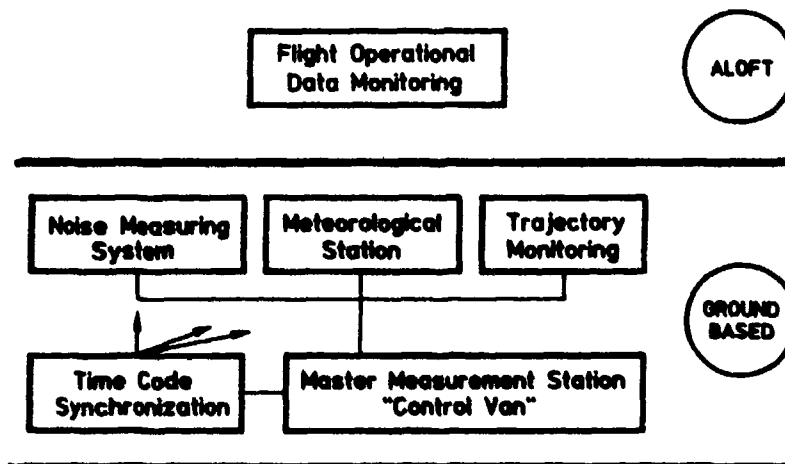 Flight Operational
Data Monitoring
ALOFT
Noise Measuring
System
Meteorological
Station
Trajectory
Monitoring
GROUND
BASED
Time Code
Synchronization
Master Measurement Station
"Control Van"